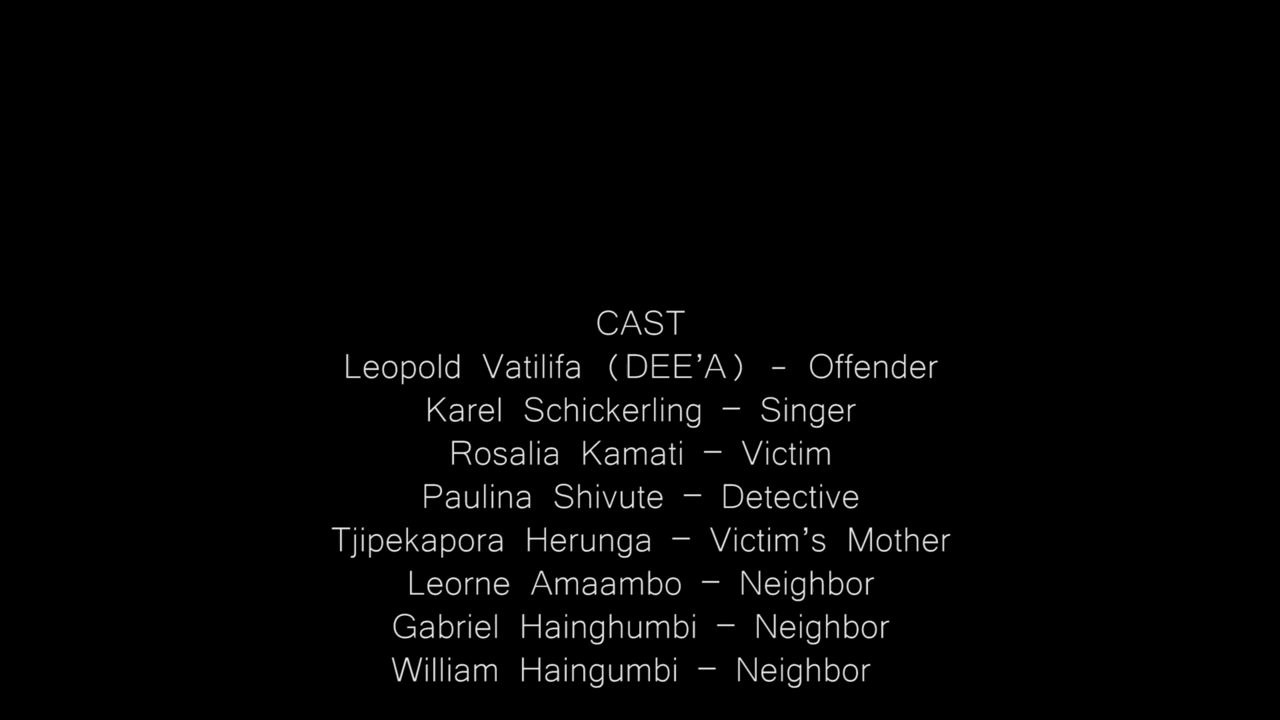 CAST
Leopold Vatilifa (DEE’A) - Offender
Karel Schickerling – Singer
Rosalia Kamati – Victim
Paulina Shivute – Detective
Tjipekapora Herunga – Victim’s Mother
Leorne Amaambo – Neighbor
Gabriel Hainghumbi – Neighbor
William Haingumbi – Neighbor